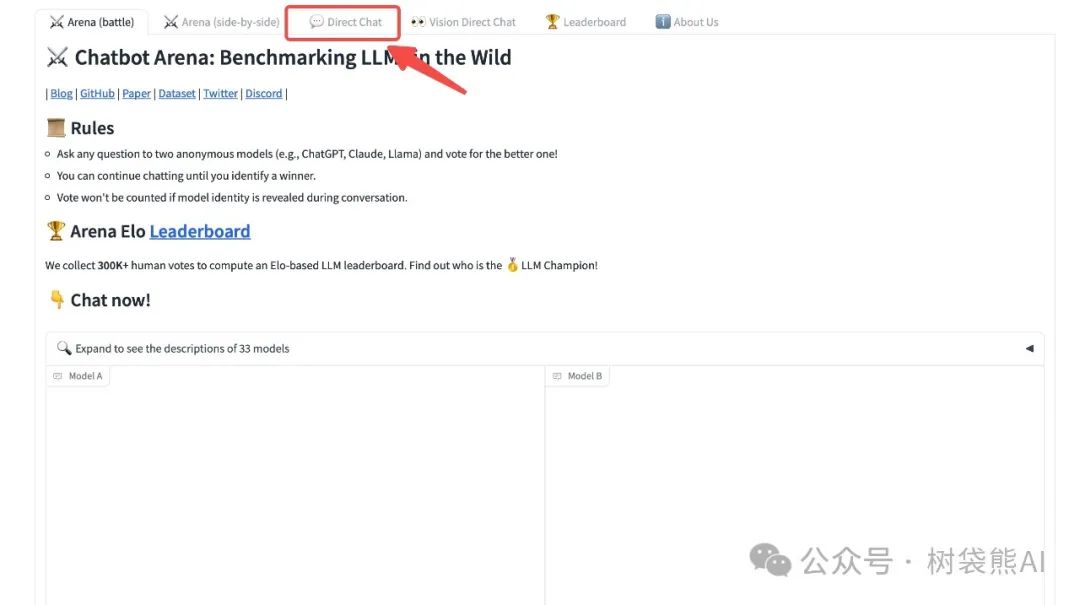 Arena (battle) Arena (side-by-side) Direct Chat Vision Direct Chat Leaderboard About Us
Chatbot Arena: Benchmarking LLMs in the Wild
| Blog | GitHub | Paper | Dataset | Twitter | Discord |
Rules
Ask any question to two anonymous models (e.g., ChatGPT, Claude, Llama) and vote for the better one!
You can continue chatting until you identify a winner.
Vote won't be counted if model identity is revealed during conversation.
Arena Elo Leaderboard
We collect 300K+ human votes to compute an Elo-based LLM leaderboard. Find out who is the 🥇 LLM Champion!
Chat now!
Expand to see the descriptions of 33 models
Model A Model B
公众号 · 树袋熊AI